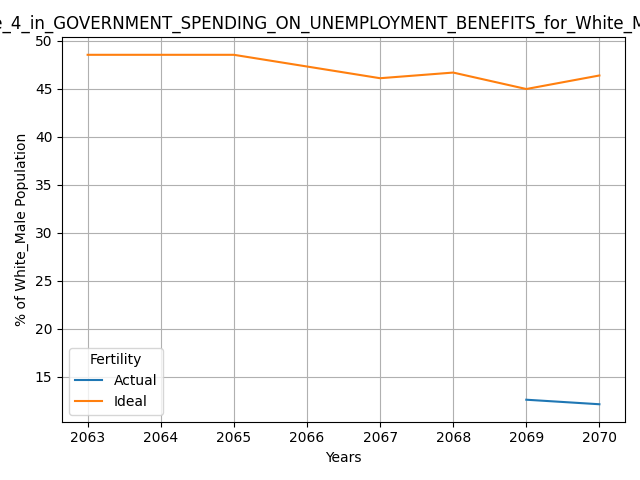 e_4_in_GOVERNMENT_SPENDING_ON_UNEMPLOYMENT_BENEFITS_for_White_M
50
45
40
35
30
25
20
15
% of White_Male Population
Fertility
Actual
Ideal
2063 2064 2065 2066 2067 2068 2069 2070
Years